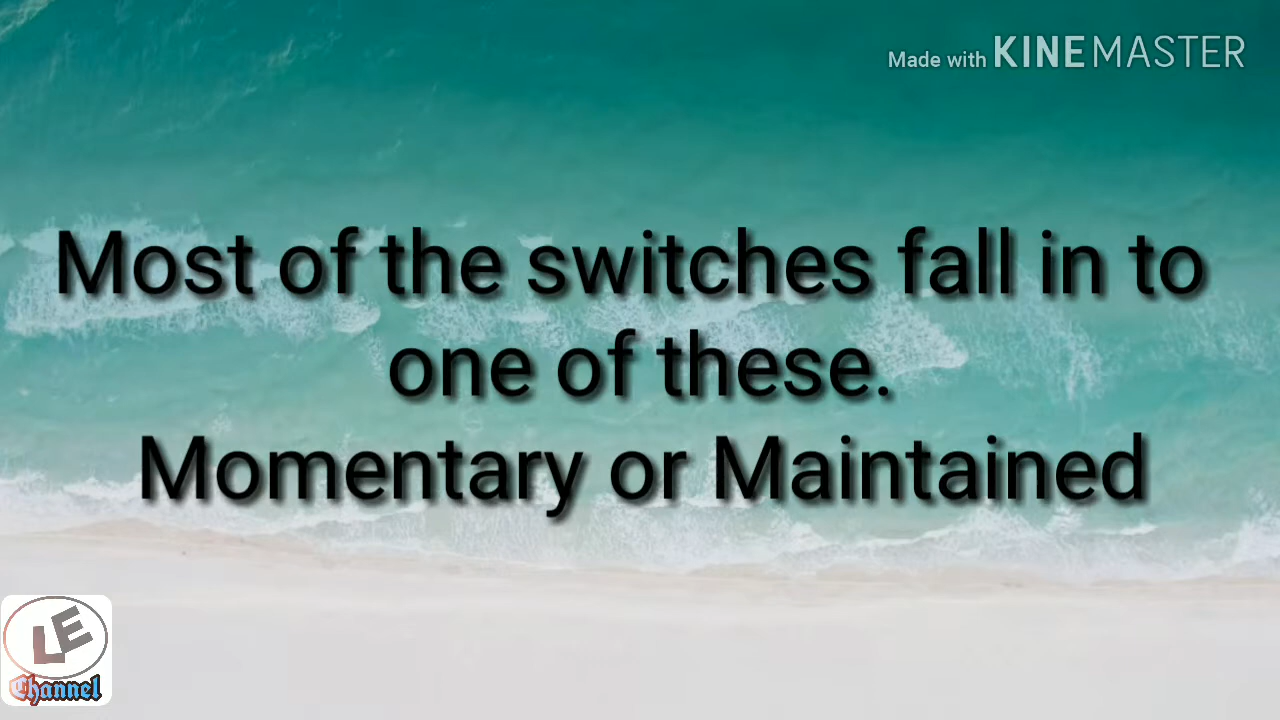 Made with KINEMASTER
Most of the switches fall in to
one of these.
Momentary or Maintained
LE
Channel